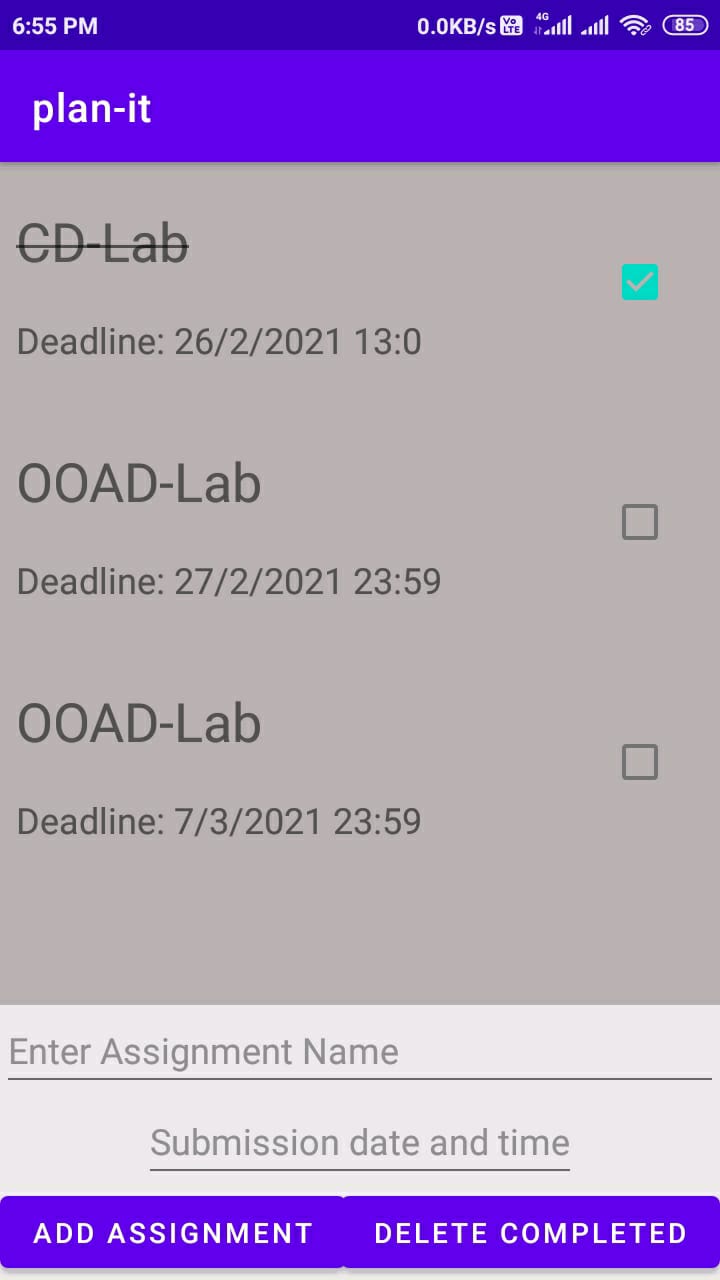 6:55 PM 0.0KB/s Vo LTE 4G 85
plan-it
CD-Lab
Deadline: 26/2/2021 13:0
OOAD-Lab
Deadline: 27/2/2021 23:59
OOAD-Lab
Deadline: 7/3/2021 23:59
Enter Assignment Name
Submission date and time
ADD ASSIGNMENT DELETE COMPLETED